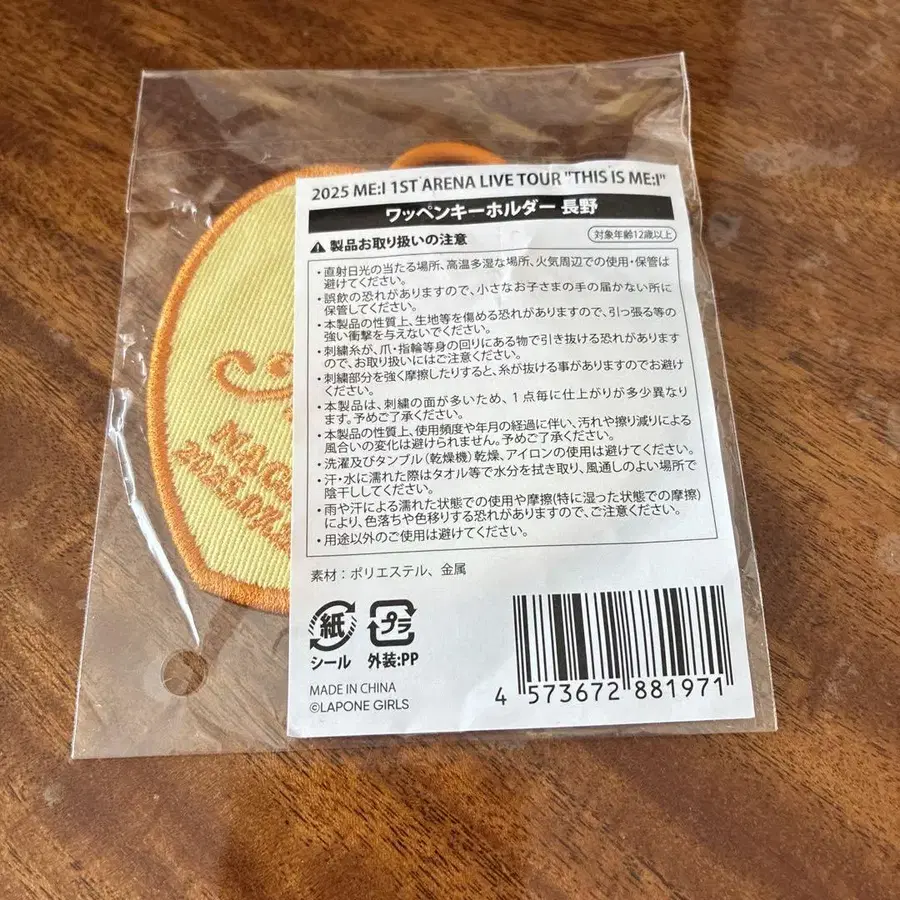 2025 ME:I 1ST ARENA LIVE TOUR "THIS IS ME:I"
ワッペンキーホルダー 長野
製品お取り扱いの注意
対象年齢12歳以上
・直射日光の当たる場所、高温多湿な場所、火気周辺での使用・保管は
避けてください。
・誤飲の恐れがありますので、小さなお子さまの手の届かない所に
保管してください。
・本製品の性質上、生地等を傷める恐れがありますので、引っ張る等の
強い衝撃を与えないでください。
・刺繍糸が、爪・指輪等身の回りにある物で引き抜ける恐れがあります
ので、お取り扱いにはご注意ください。
・刺繍部分を強く摩擦したりすると、糸が抜ける事がありますのでお避け
ください。
・本製品は、刺繍の面が多いため、1点毎に仕上がりが多少異なり
ます。予めご了承ください。
・本製品の性質上、使用頻度や年月の経過に伴い、汚れや擦り減りによる
風合いの変化は避けられません。予めご了承ください。
・洗濯及びタンブル(乾燥機)乾燥、アイロンの使用は避けてください。
・汗・水に濡れた際はタオル等で水分を拭き取り、風通しのよい場所で
陰干ししてください。
・雨や汗による濡れた状態での使用や摩擦(特に湿った状態での摩擦)
により、色落ちや色移りする恐れがありますので、ご注意ください。
・用途以外のご使用は避けてください。
素材：ポリエステル、金属
紙
シール
プラ
外装:PP
MADE IN CHINA
©LAPONE GIRLS
4 573672 881971